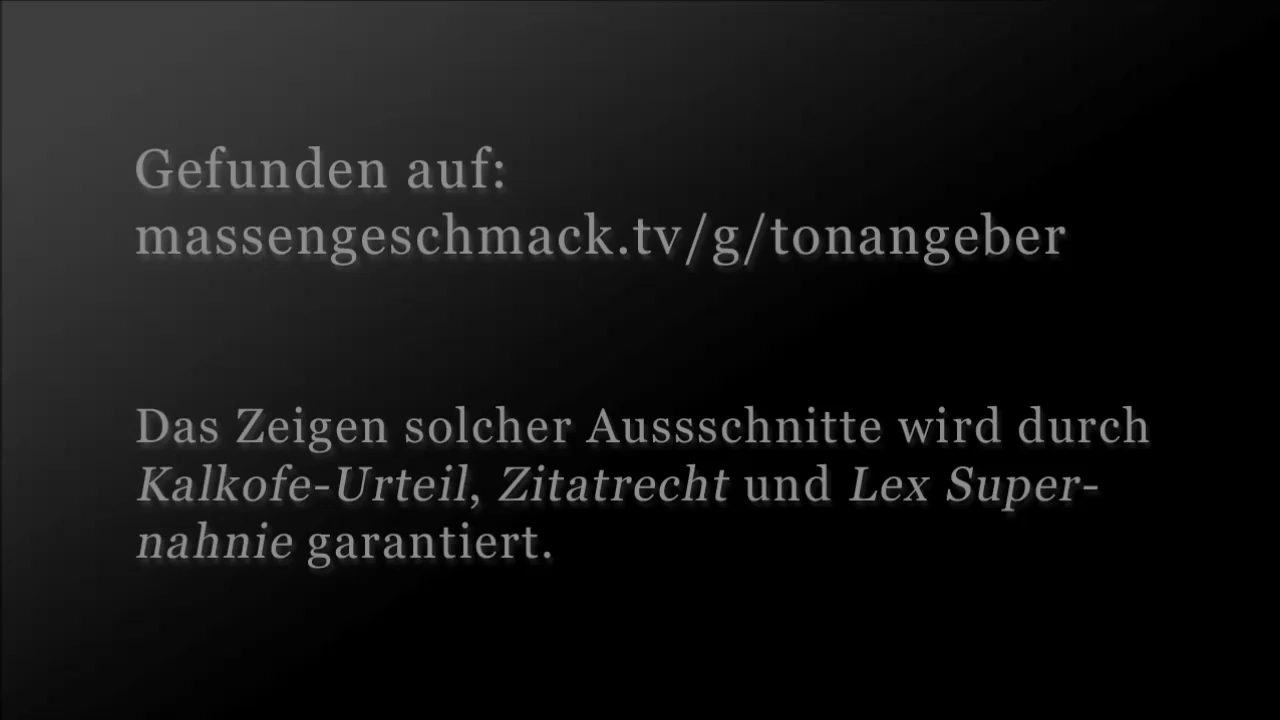 Gefunden auf:
massengeschmack.tv/g/tonangeber
Das Zeigen solcher Aussschnitte wird durch
Kalkofe-Urteil, Zitatrecht und Lex Super-
nahnie garantiert.